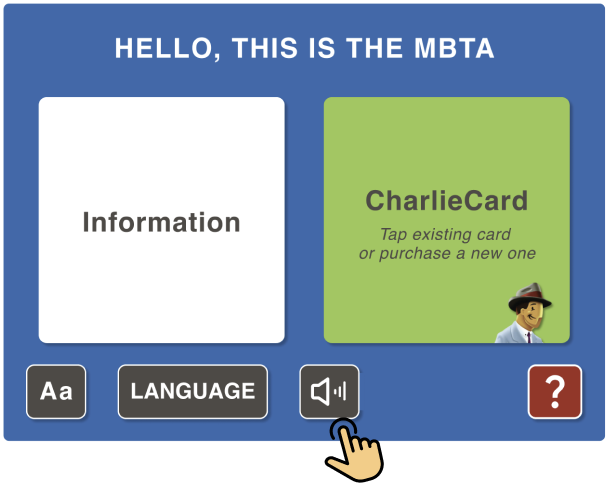 HELLO, THIS IS THE MBTA
Information
CharlieCard
Tap existing card
or purchase a new one
Aa
LANGUAGE
?